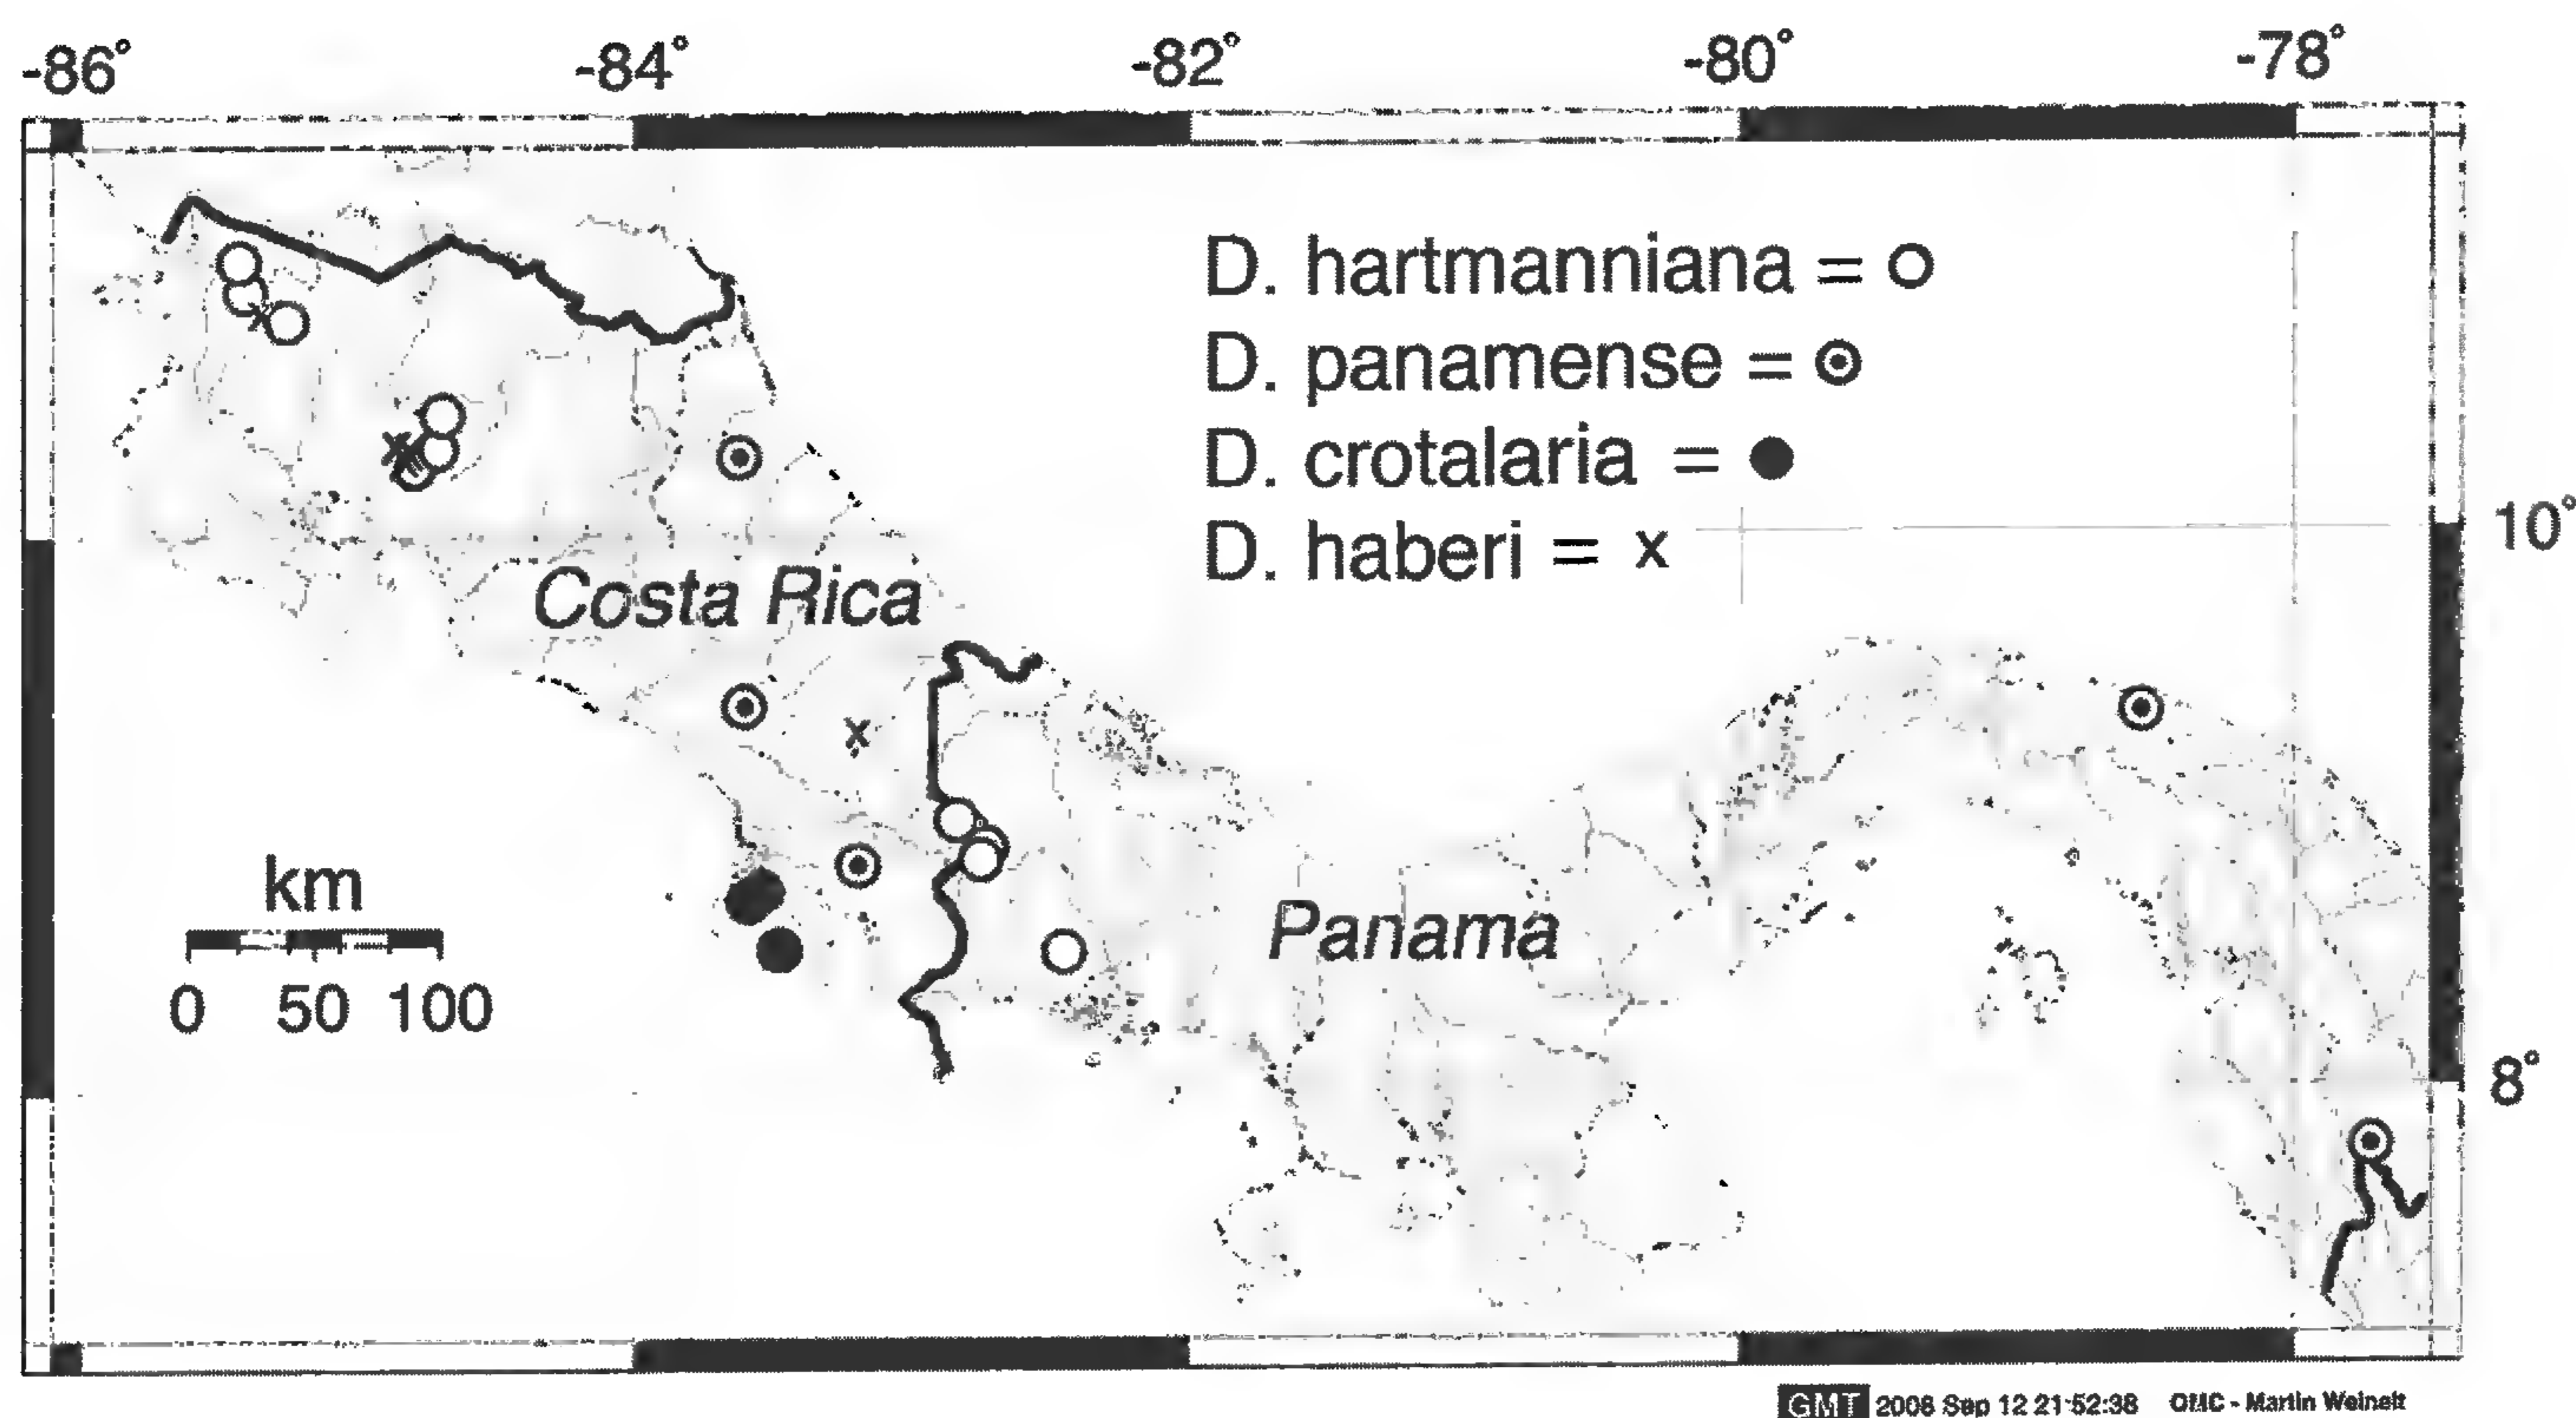 -86° -84° -82° -80° -78°
D. hartmanniana =
D. panamense =
D. crotalaria =
D. haberi = x
10°
Costa Rica
km
Panama
0 50 100
8°
GMT 2008 Sep 12 21:52:38 OMC - Martin Weinelt